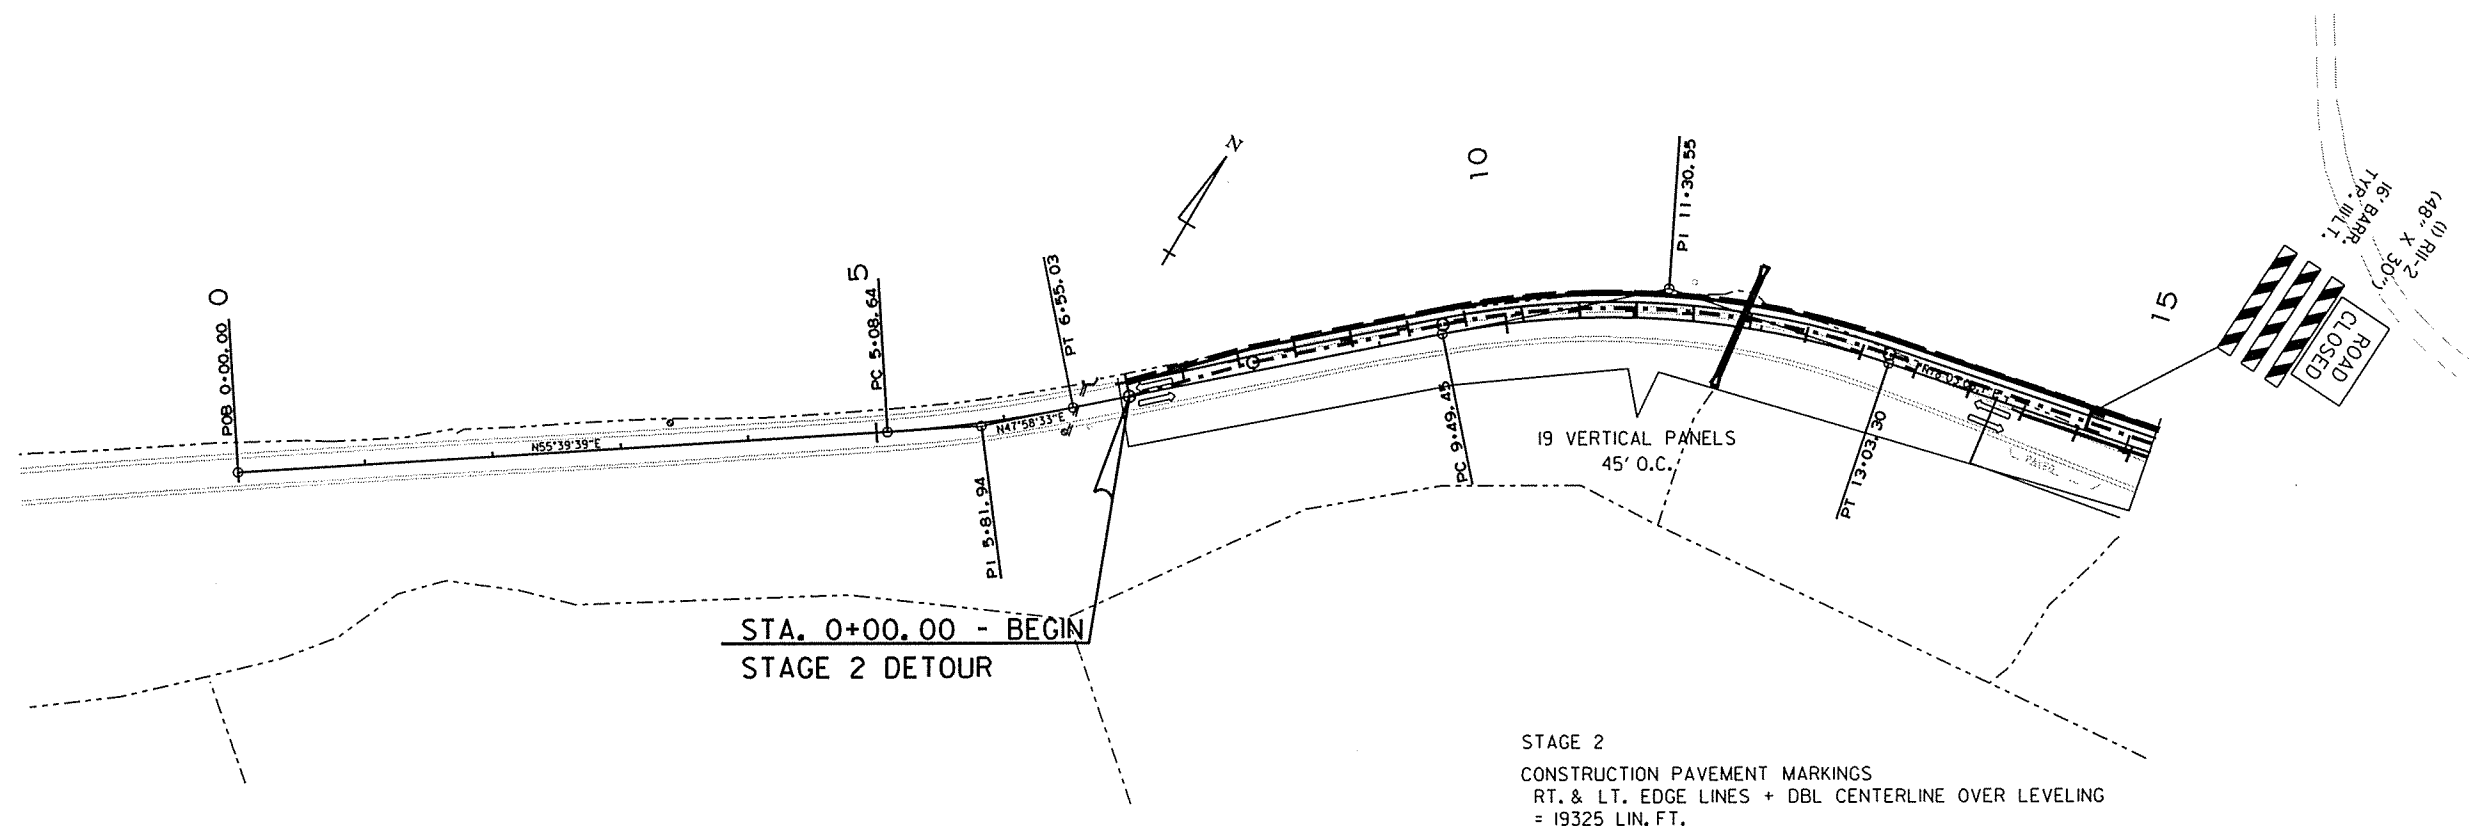 0
POB 0+00.00
N55°39'39"E
5
PC 5+08.64
PI 5+81.94
N47°58'33"E
PT 6+55.03
N
10
PC 9+49.45
PI 11+30.55
PT 13+03.30
15
19 VERTICAL PANELS
45' O.C.
(1) R11-2
(48" X 30")
16' BARR.
TYP. III LT.
ROAD
CLOSED
STA. 0+00.00 - BEGIN
STAGE 2 DETOUR
STAGE 2
CONSTRUCTION PAVEMENT MARKINGS
RT. & LT. EDGE LINES + DBL CENTERLINE OVER LEVELING
= 19325 LIN. FT.